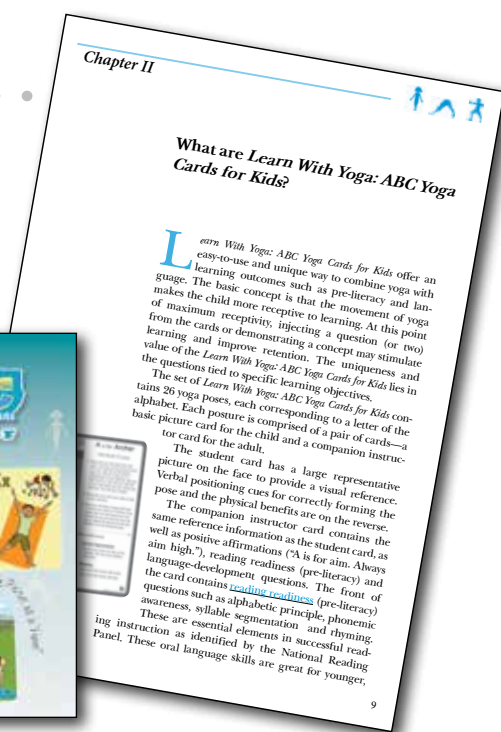 Chapter II
What are Learn With Yoga: ABC Yoga
Cards for Kids?
Learn With Yoga: ABC Yoga Cards for Kids offer an
easy-to-use and unique way to combine yoga with
learning outcomes such as pre-literacy and lan-
guage. The basic concept is that the movement of yoga
makes the child more receptive to learning. At this point
of maximum receptivity, injecting a question (or two)
from the cards or demonstrating a concept may stimulate
learning and improve retention. The uniqueness and
value of the Learn With Yoga: ABC Yoga Cards for Kids lies in
the questions tied to specific learning objectives.
The set of Learn With Yoga: ABC Yoga Cards for Kids con-
tains 26 yoga poses, each corresponding to a letter of the
alphabet. Each posture is comprised of a pair of cards—a
basic picture card for the child and a companion instruc-
tor card for the adult.
The student card has a large representative
picture on the face to provide a visual reference.
Verbal positioning cues for correctly forming the
pose and the physical benefits are on the reverse.
The companion instructor card contains the
same reference information as the student card, as
well as positive affirmations ("A is for aim. Always
aim high."), reading readiness (pre-literacy) and
language-development questions. The front of
the card contains reading readiness (pre-literacy)
questions such as alphabetic principle, phonemic
awareness, syllable segmentation and rhyming.
These are essential elements in successful read-
ing instruction as identified by the National Reading
Panel. These oral language skills are great for younger,
9